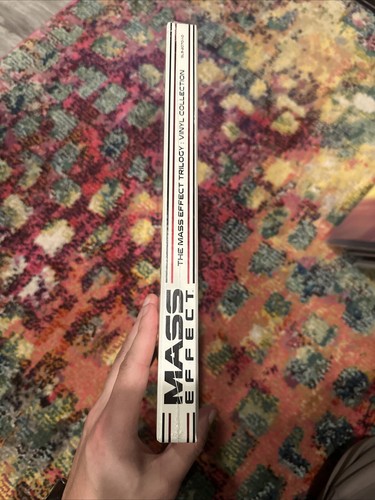 MASS
EFFECT
THE MASS EFFECT TRILOGY: VINYL COLLECTION